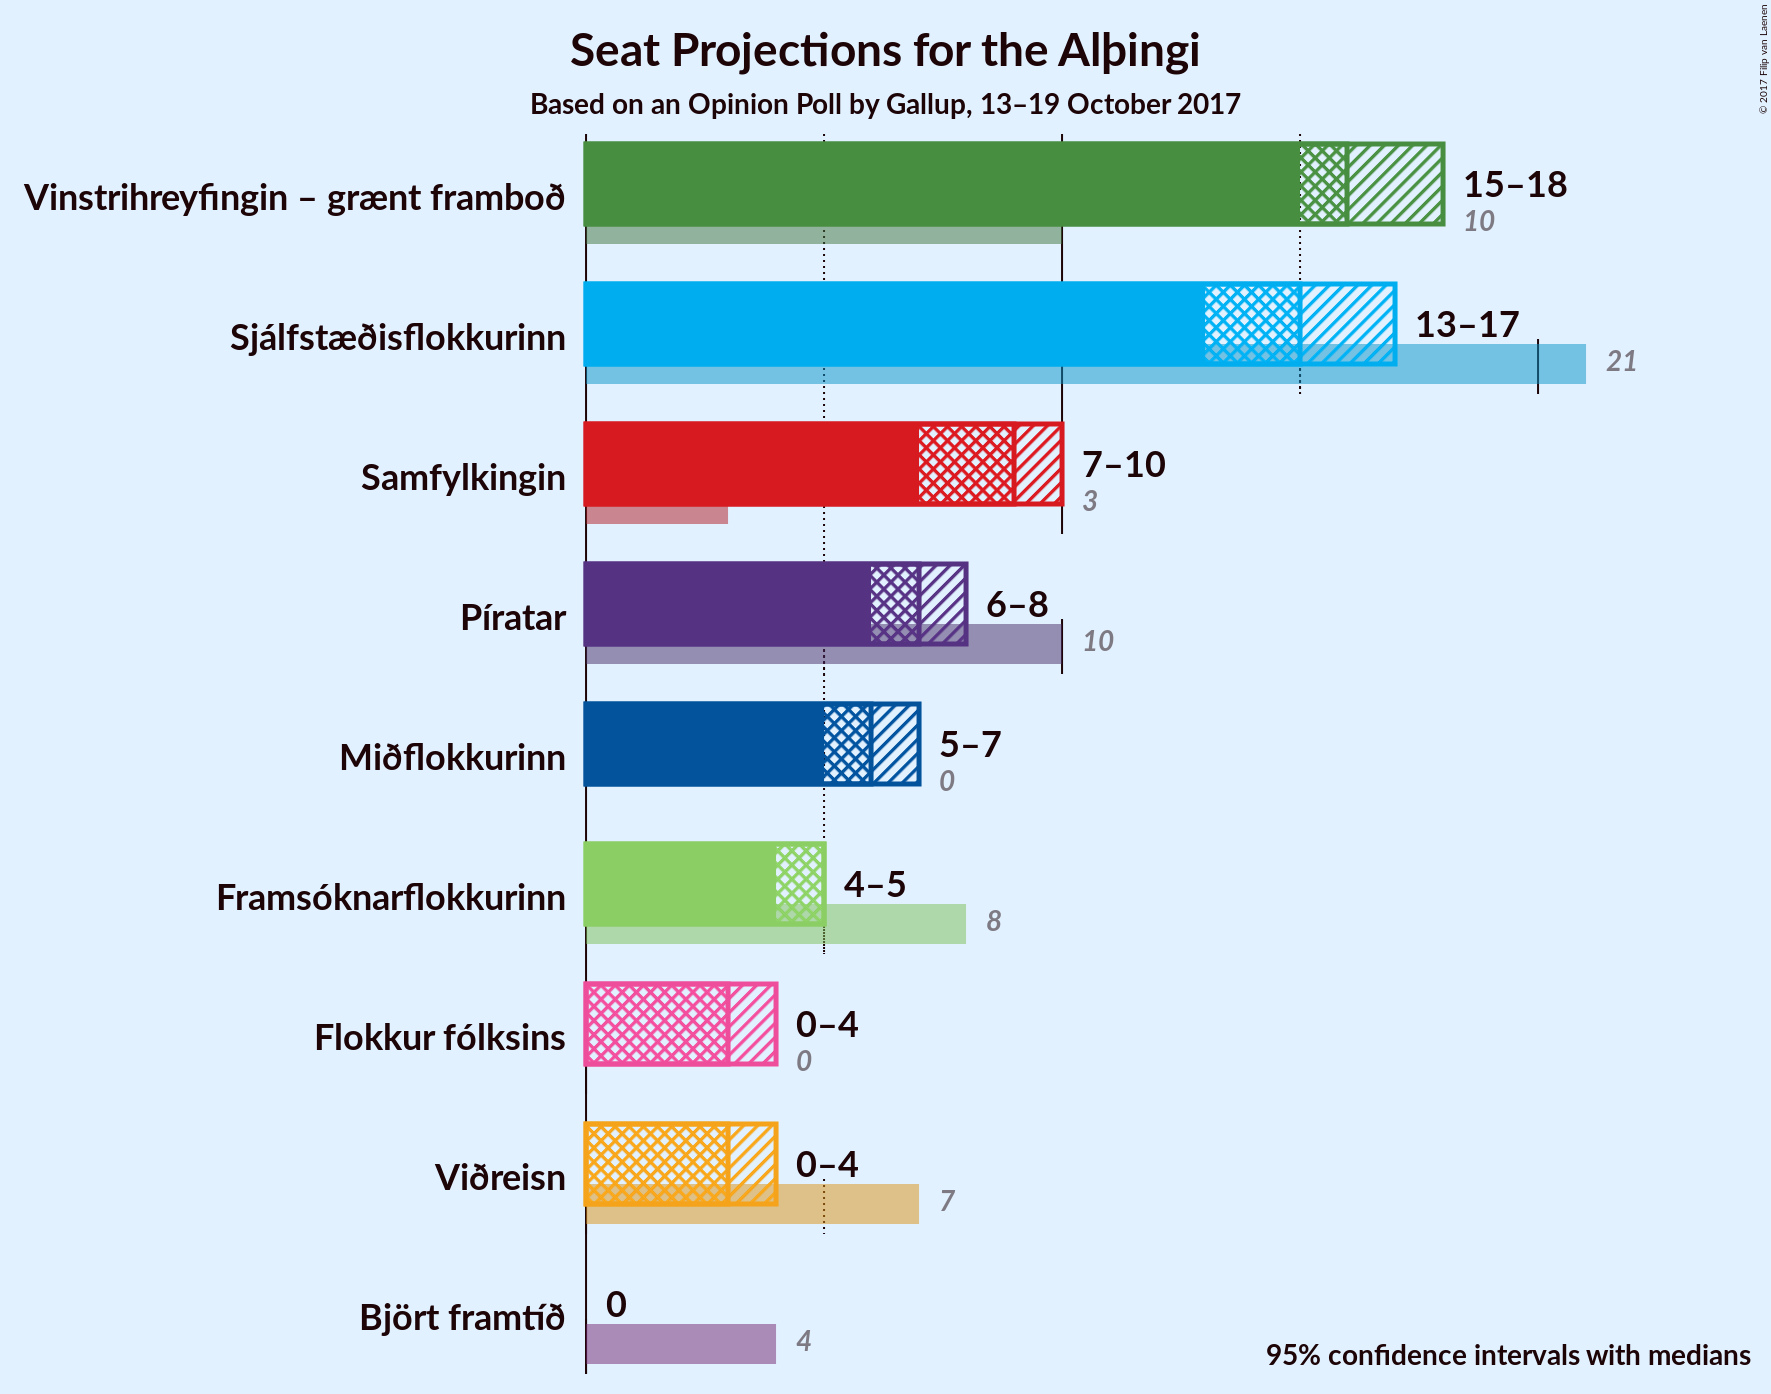 Seat Projections for the Alþingi
Based on an Opinion Poll by Gallup, 13–19 October 2017
© 2017 Filip van Laenen
Vinstrihreyfingin – grænt framboð
15–18
10
Sjálfstæðisflokkurinn
13–17
21
Samfylkingin
7–10
3
Píratar
6–8
10
Miðflokkurinn
5–7
0
Framsóknarflokkurinn
4–5
8
Flokkur fólksins
0–4
0
Viðreisn
0–4
7
Björt framtíð
0
4
95% confidence intervals with medians